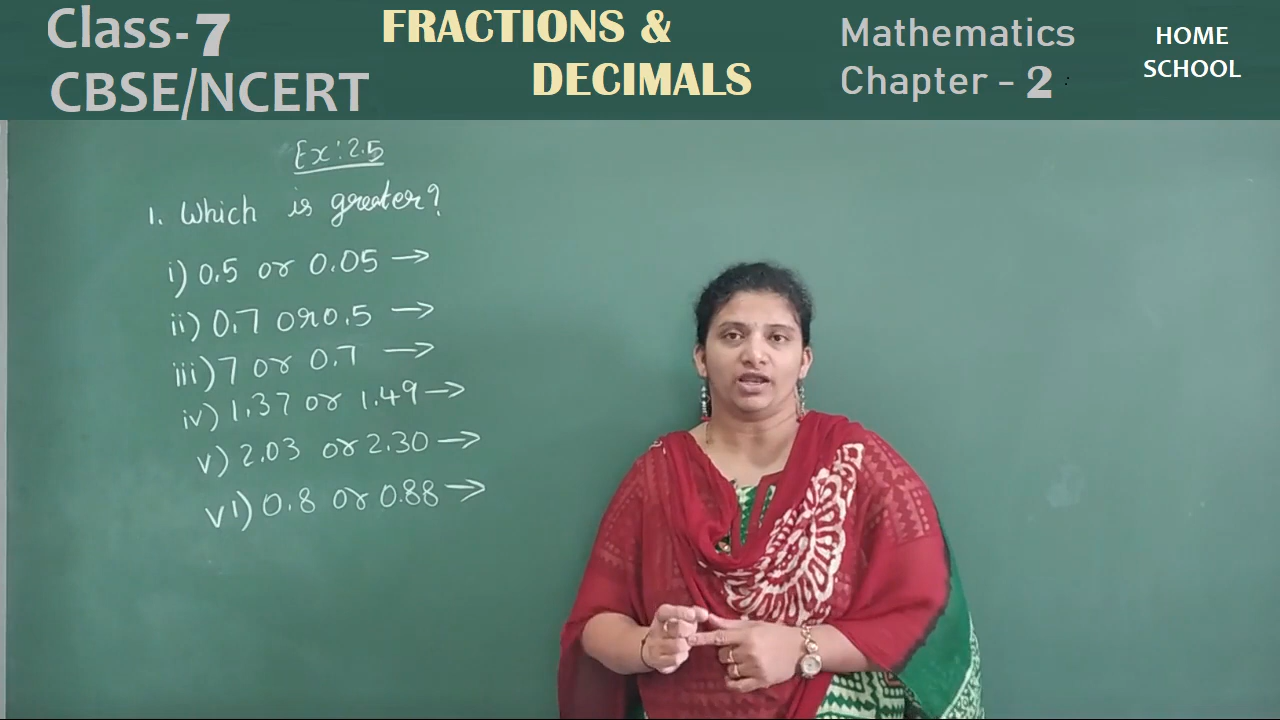 Class-7
CBSE/NCERT
FRACTIONS &
DECIMALS
Mathematics
Chapter - 2
HOME
SCHOOL
Ex: 2.5
1. Which is greater?
i) 0.5 or 0.05 →
ii) 0.7 or 0.5 →
iii) 7 or 0.7 →
iv) 1.37 or 1.49 →
v) 2.03 or 2.30 →
vi) 0.8 or 0.88 →